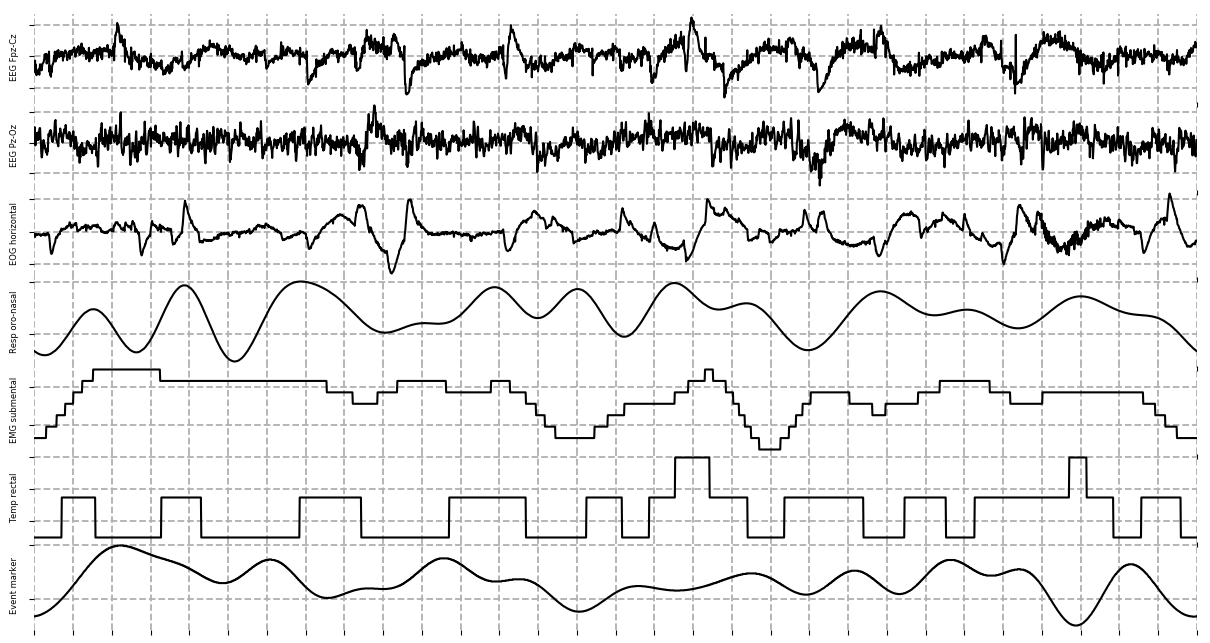 EEG Fpz-Cz
EEG Pz-Oz
EOG horizontal
Resp oro-nasal
EMG submental
Temp rectal
Event marker